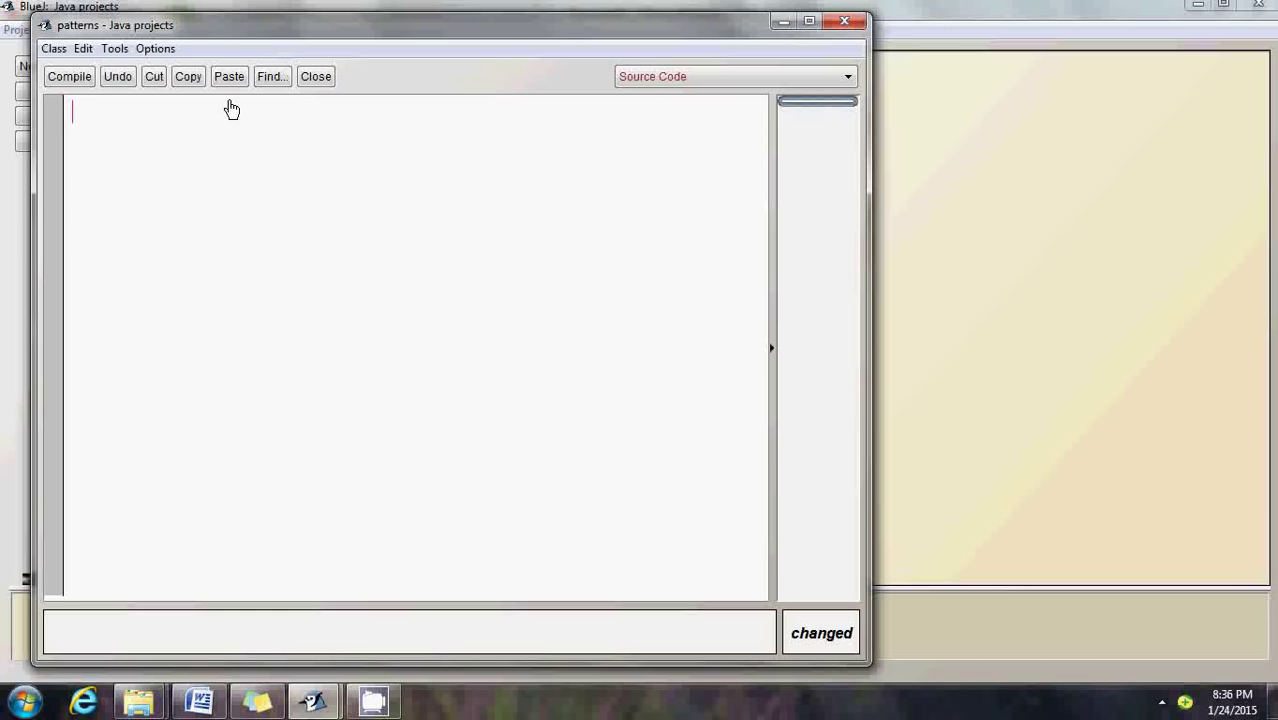 BlueJ: Java projects
patterns - Java projects
Class Edit Tools Options
Compile Undo Cut Copy Paste Find... Close Source Code
changed
8:36 PM
1/24/2015